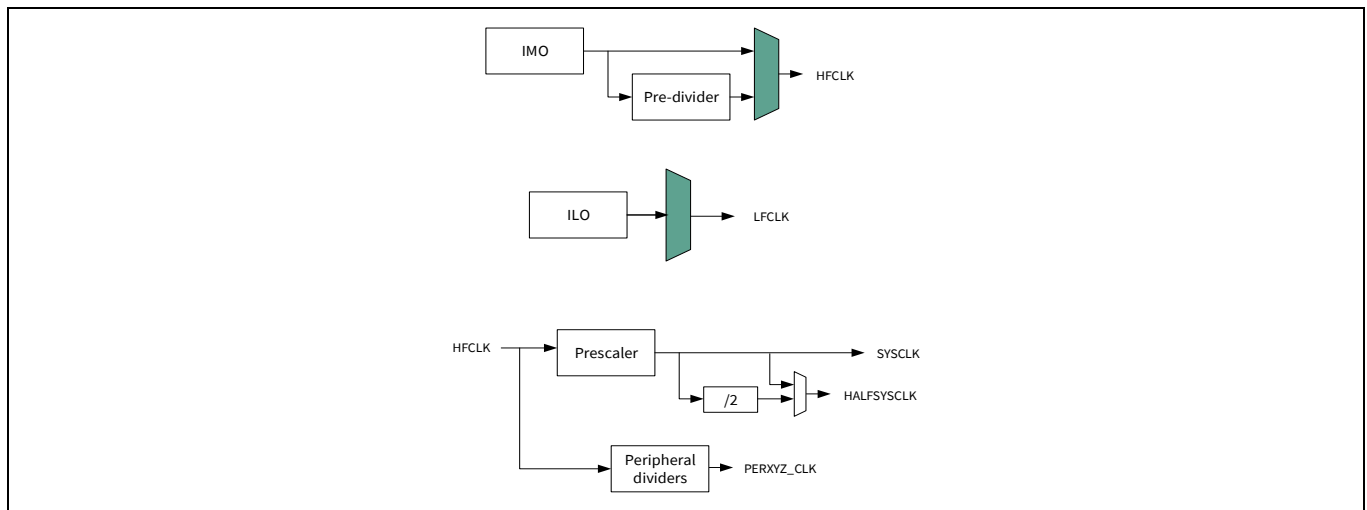 IMO
HFCLK
Pre-divider
ILO
LFCLK
HFCLK
Prescaler
SYSCLK
/2
HALFSYSCLK
Peripheral
dividers
PERXYZ_CLK